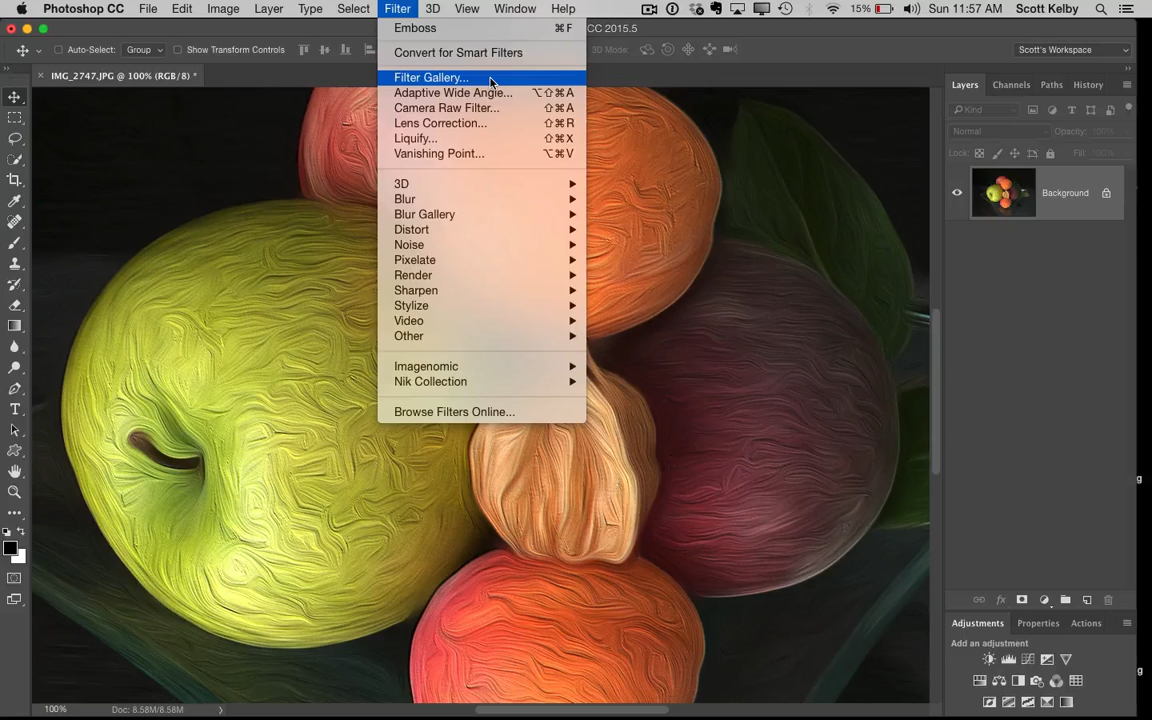 Photoshop CC File Edit Image Layer Type Select Filter 3D View Window Help 15% Sun 11:57 AM Scott Kelby
CC 2015.5
Auto-Select: Group Show Transform Controls 3D Mode: Scott's Workspace
× IMG_2747.JPG @ 100% (RGB/8) *
Emboss ⌘F
Convert for Smart Filters
Filter Gallery...
Adaptive Wide Angle... ⌥⇧⌘A
Camera Raw Filter... ⇧⌘A
Lens Correction... ⇧⌘R
Liquify... ⇧⌘X
Vanishing Point... ⌥⌘V
3D
Blur
Blur Gallery
Distort
Noise
Pixelate
Render
Sharpen
Stylize
Video
Other
Imagenomic
Nik Collection
Browse Filters Online...
Layers Channels Paths History
Kind
Normal Opacity: 100%
Lock: Fill: 100%
Background
g
Adjustments Properties Actions
Add an adjustment
g
100% Doc: 8.58M/8.58M